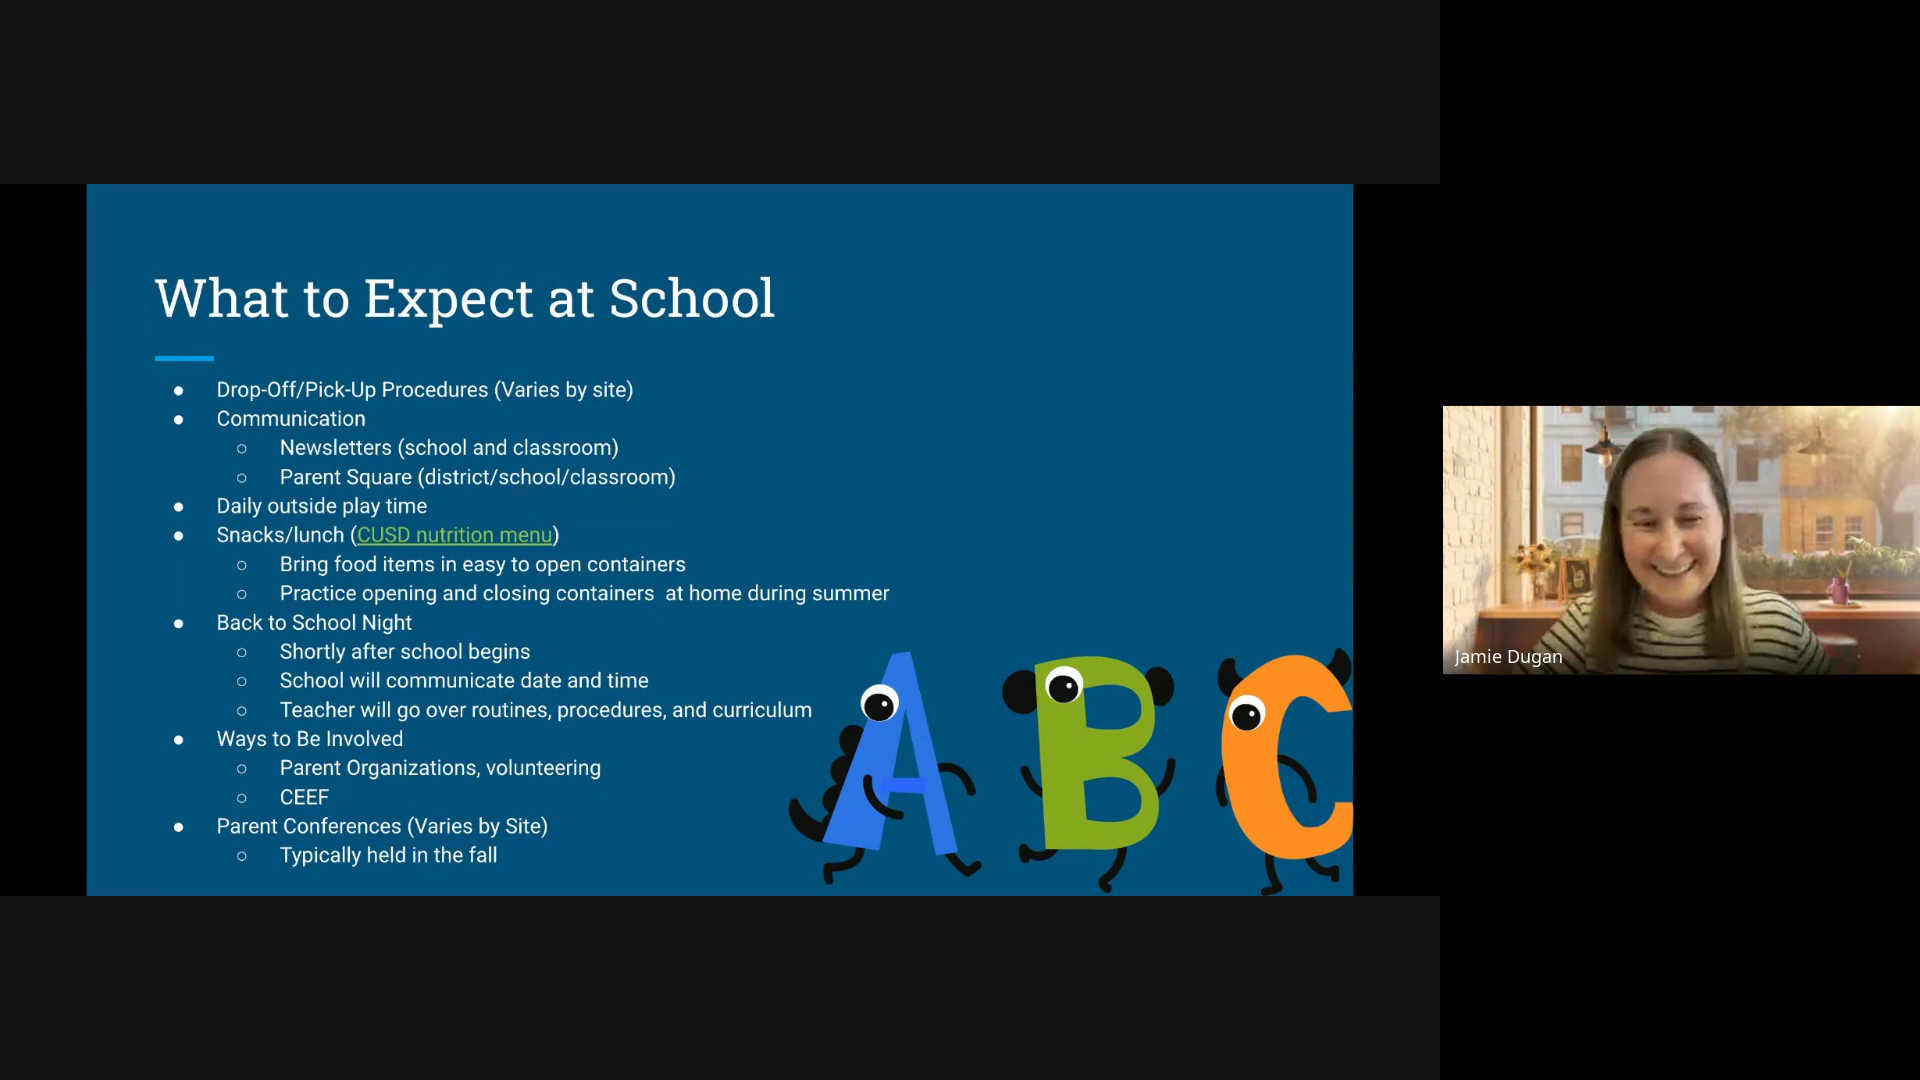 What to Expect at School
● Drop-Off/Pick-Up Procedures (Varies by site)
● Communication
○ Newsletters (school and classroom)
○ Parent Square (district/school/classroom)
● Daily outside play time
● Snacks/lunch (CUSD nutrition menu)
○ Bring food items in easy to open containers
○ Practice opening and closing containers  at home during summer
● Back to School Night
○ Shortly after school begins
○ School will communicate date and time
○ Teacher will go over routines, procedures, and curriculum
● Ways to Be Involved
○ Parent Organizations, volunteering
○ CEEF
● Parent Conferences (Varies by Site)
○ Typically held in the fall
A B C
Jamie Dugan